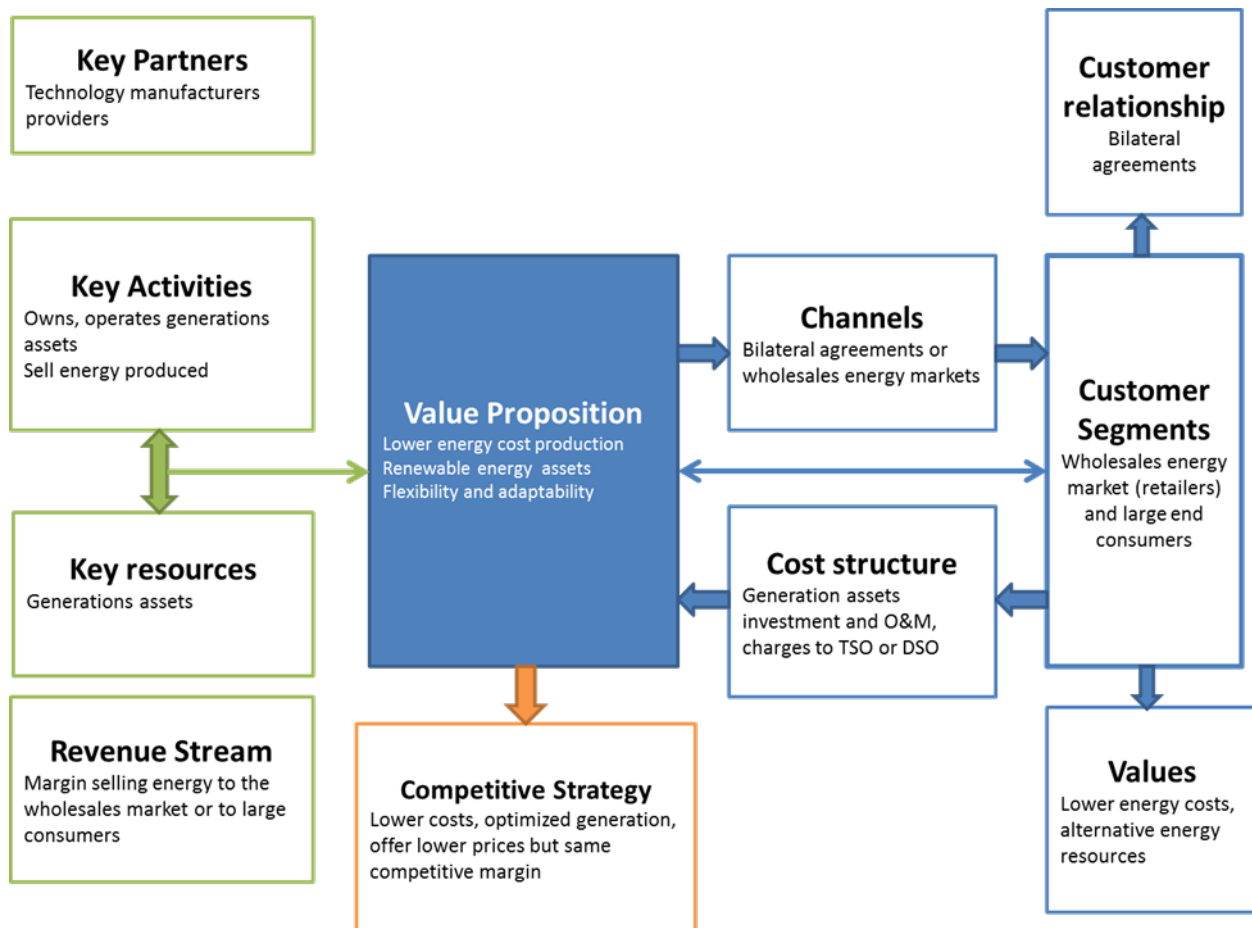 Key Partners
Technology manufacturers
providers
Customer
relationship
Bilateral
agreements
Key Activities
Owns, operates generations
assets
Sell energy produced
Value Proposition
Lower energy cost production
Renewable energy assets
Flexibility and adaptability
Channels
Bilateral agreements or
wholesales energy markets
Customer
Segments
Wholesales energy
market (retailers)
and large end
consumers
Key resources
Generations assets
Cost structure
Generation assets
investment and O&M,
charges to TSO or DSO
Revenue Stream
Margin selling energy to the
wholesales market or to large
consumers
Competitive Strategy
Lower costs, optimized generation,
offer lower prices but same
competitive margin
Values
Lower energy costs,
alternative energy
resources